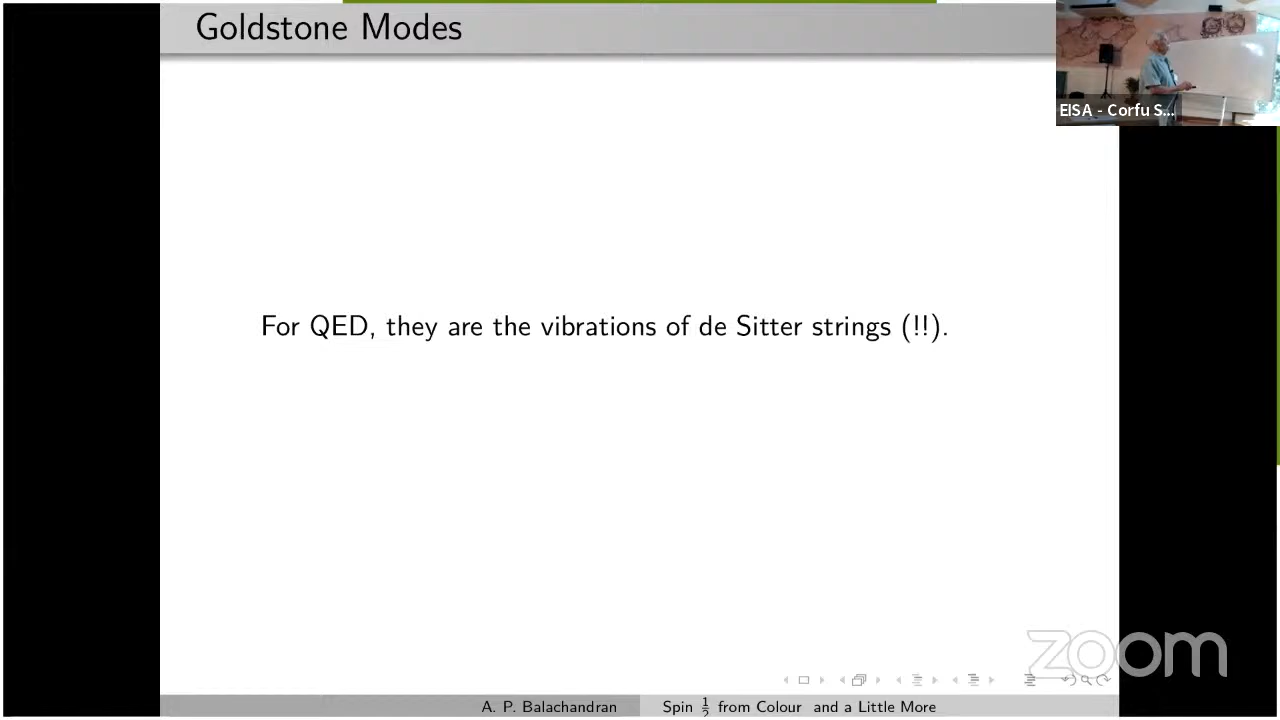 Goldstone Modes
EISA - Corfu S...
For QED, they are the vibrations of de Sitter strings (!!).
zoom
A. P. Balachandran
Spin 1/2 from Colour and a Little More